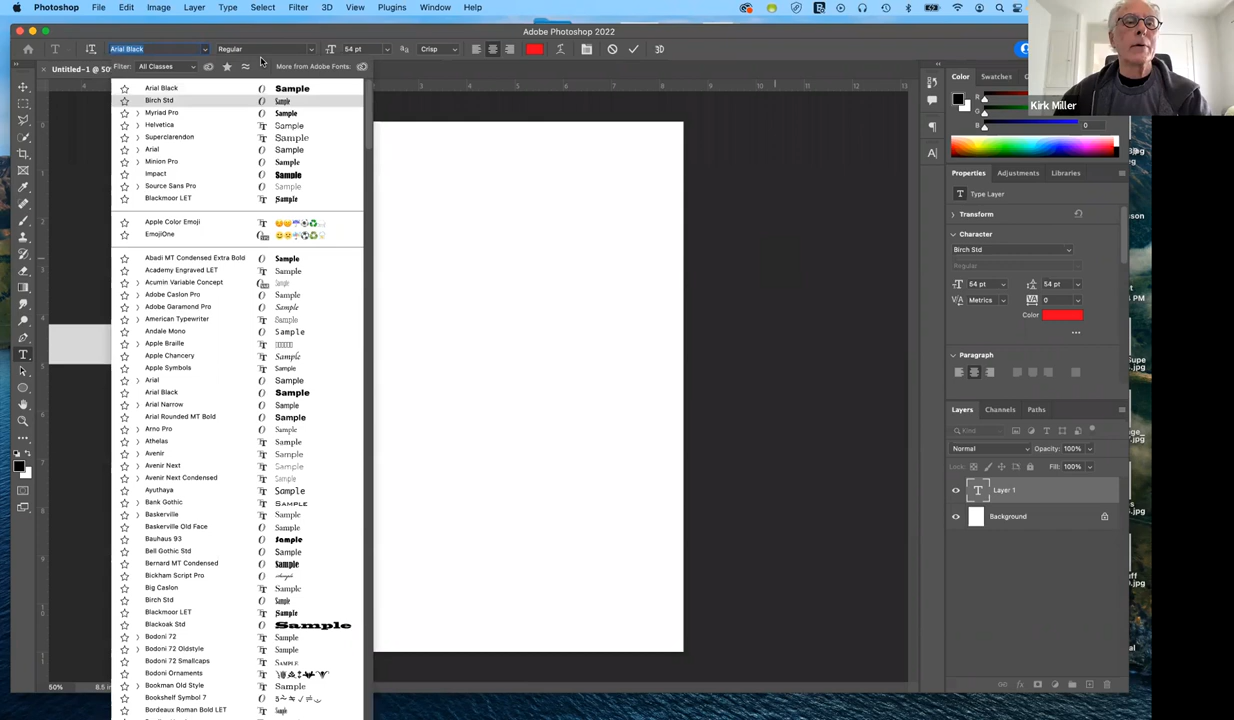 Photoshop File Edit Image Layer Type Select Filter 3D View Plugins Window Help
Adobe Photoshop 2022
Arial Black Regular 54 pt Crisp 3D
Untitled-1 @ 50
Filter: All Classes More from Adobe Fonts:
Arial Black Sample
Birch Std Sample
Myriad Pro Sample
Helvetica Sample
Superclarendon Sample
Arial Sample
Minion Pro Sample
Impact Sample
Source Sans Pro Sample
Blackmoor LET Sample
Apple Color Emoji
EmojiOne
Abadi MT Condensed Extra Bold Sample
Academy Engraved LET Sample
Acumin Variable Concept Sample
Adobe Caslon Pro Sample
Adobe Garamond Pro Sample
American Typewriter Sample
Andale Mono Sample
Apple Braille
Apple Chancery Sample
Apple Symbols Sample
Arial Sample
Arial Black Sample
Arial Narrow Sample
Arial Rounded MT Bold Sample
Arno Pro Sample
Athelas Sample
Avenir Sample
Avenir Next Sample
Avenir Next Condensed Sample
Ayuthaya Sample
Bank Gothic SAMPLE
Baskerville Sample
Baskerville Old Face Sample
Bauhaus 93 Sample
Bell Gothic Std Sample
Bernard MT Condensed Sample
Bickham Script Pro Sample
Big Caslon Sample
Birch Std Sample
Blackmoor LET Sample
Blackoak Std Sample
Bodoni 72 Sample
Bodoni 72 Oldstyle Sample
Bodoni 72 Smallcaps SAMPLE
Bodoni Ornaments
Bookman Old Style Sample
Bookshelf Symbol 7
Bordeaux Roman Bold LET Sample
50% 8.5 in
Kirk Miller
Color Swatches
R
G
B 0
Properties Adjustments Libraries
Type Layer
Transform
Character
Birch Std
Regular
54 pt 54 pt
Metrics 0
Color
Paragraph
Layers Channels Paths
Kind
Normal Opacity: 100%
Lock: Fill: 100%
Layer 1
Background